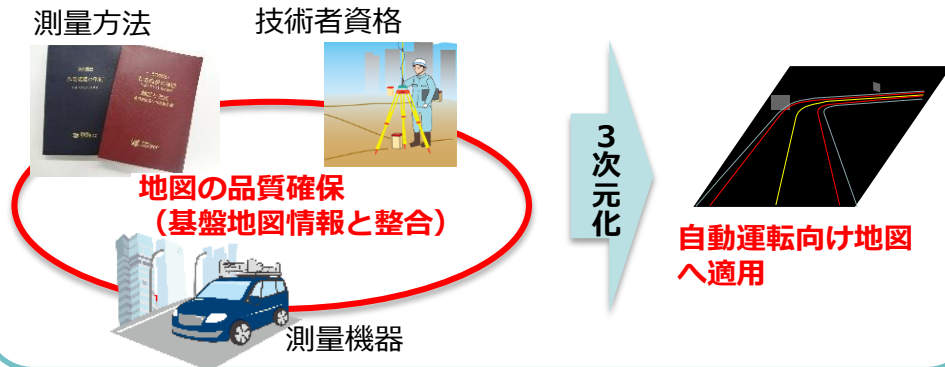 測量方法
技術者資格
地図の品質確保
（基盤地図情報と整合）
測量機器
3次元化
自動運転向け地図
へ適用